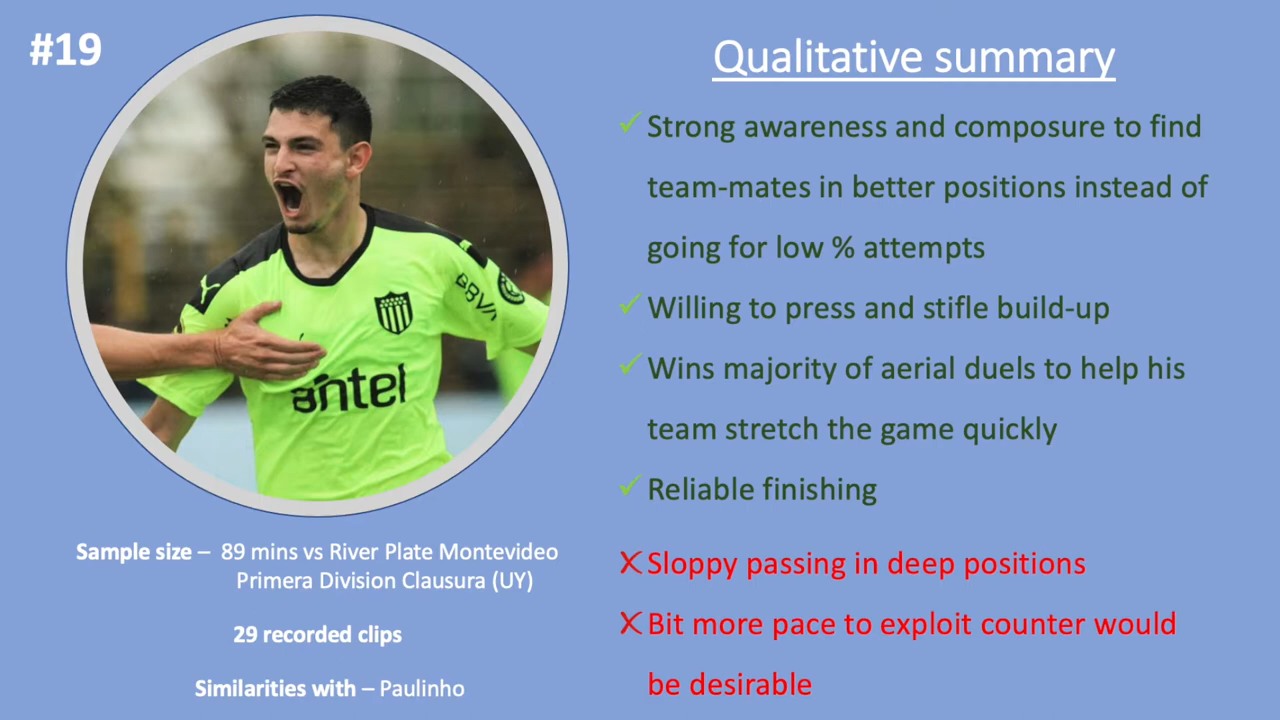 #19
BBVA
antel
Sample size – 89 mins vs River Plate Montevideo
Primera Division Clausura (UY)
29 recorded clips
Similarities with – Paulinho
Qualitative summary
✓ Strong awareness and composure to find
team-mates in better positions instead of
going for low % attempts
✓ Willing to press and stifle build-up
✓ Wins majority of aerial duels to help his
team stretch the game quickly
✓ Reliable finishing
X Sloppy passing in deep positions
X Bit more pace to exploit counter would
be desirable